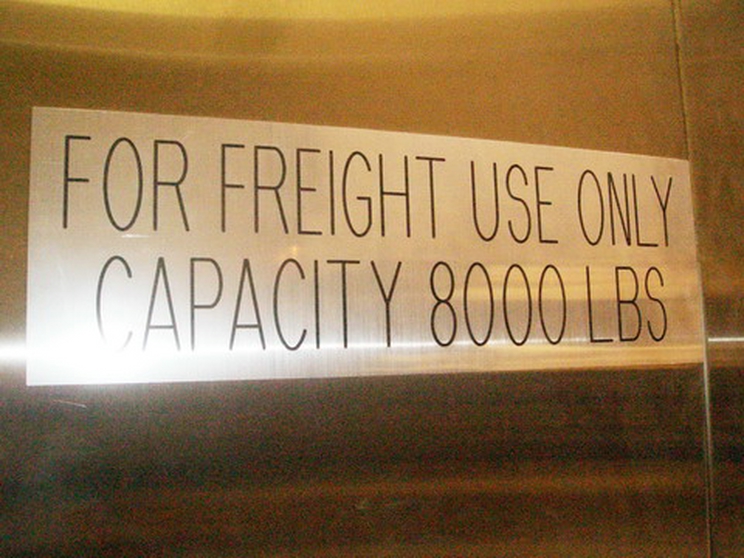 FOR FREIGHT USE ONLY
CAPACITY 8000 LBS